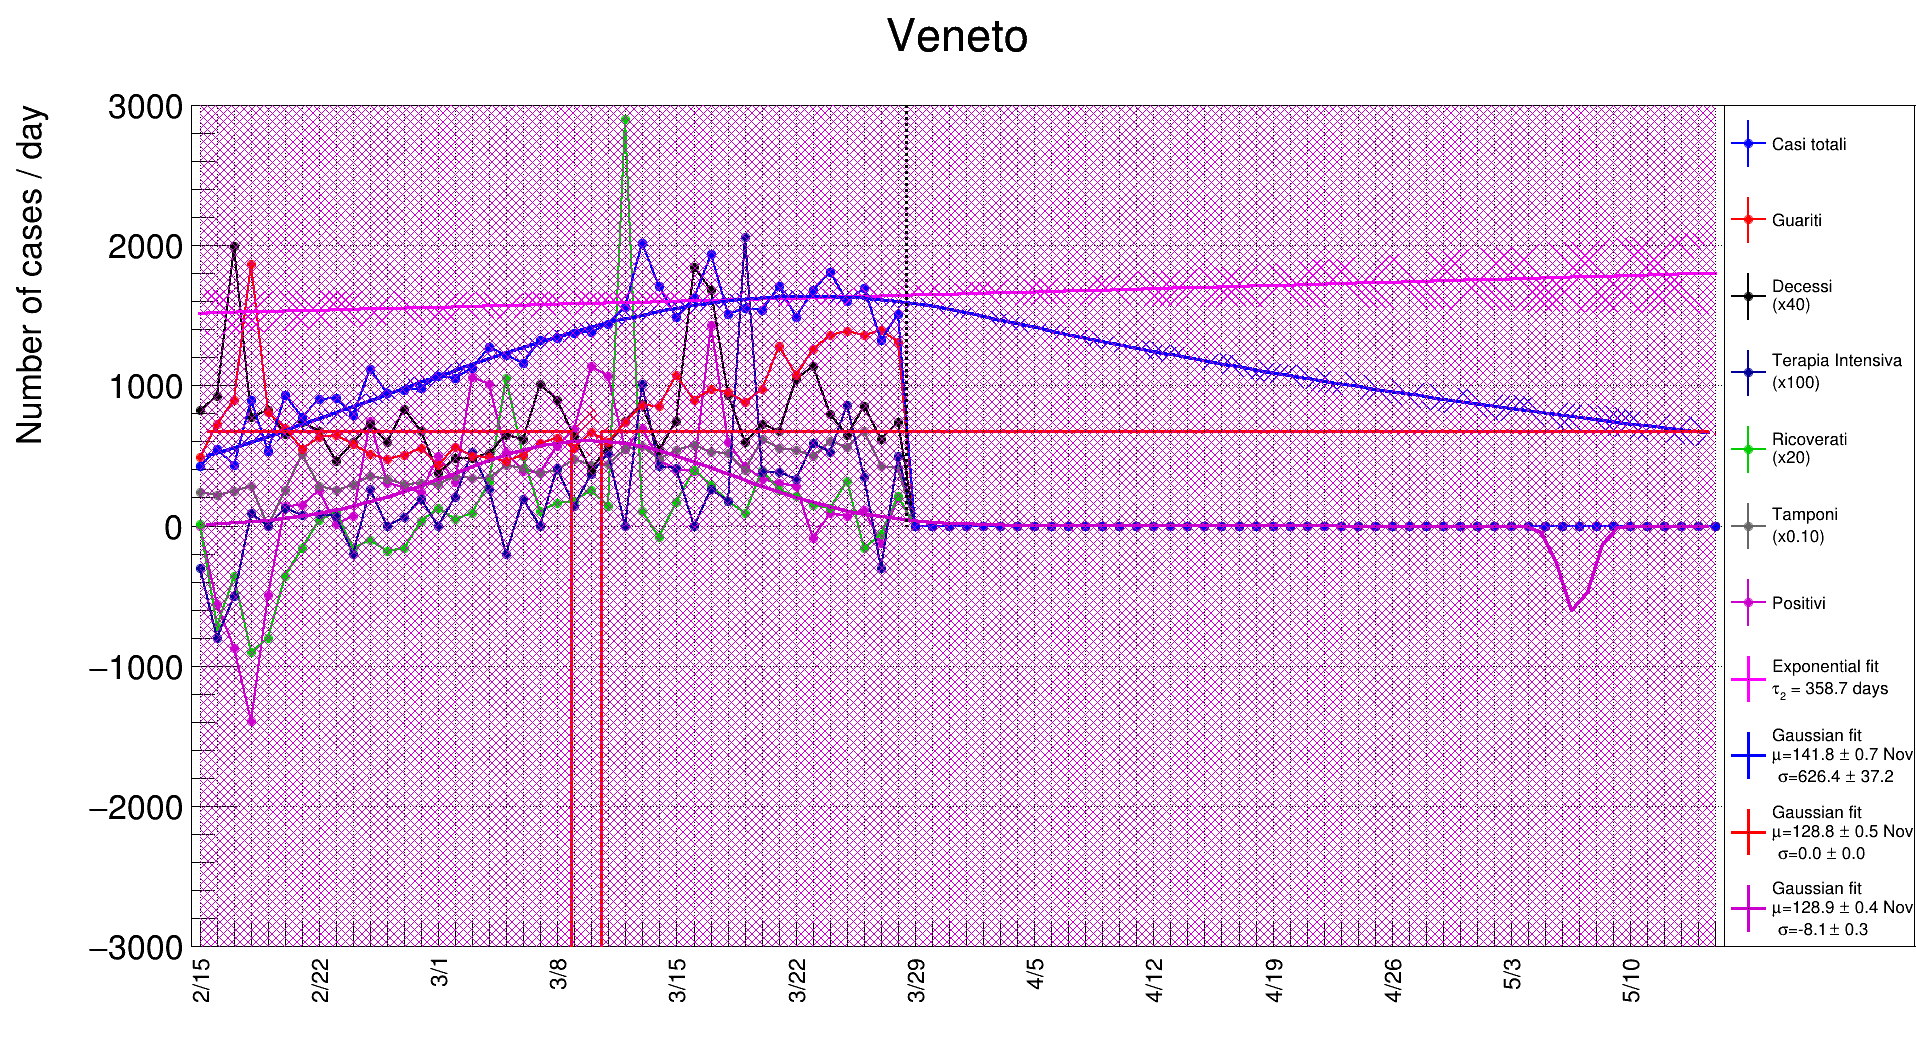 Veneto
Number of cases / day
3000
2000
1000
0
−1000
−2000
−3000
2/15
2/22
3/1
3/8
3/15
3/22
3/29
4/5
4/12
4/19
4/26
5/3
5/10
Casi totali
Guariti
Decessi
(x40)
Terapia Intensiva
(x100)
Ricoverati
(x20)
Tamponi
(x0.10)
Positivi
Exponential fit
τ2 = 358.7 days
Gaussian fit
μ=141.8 ± 0.7 Nov
σ=626.4 ± 37.2
Gaussian fit
μ=128.8 ± 0.5 Nov
σ=0.0 ± 0.0
Gaussian fit
μ=128.9 ± 0.4 Nov
σ=-8.1 ± 0.3